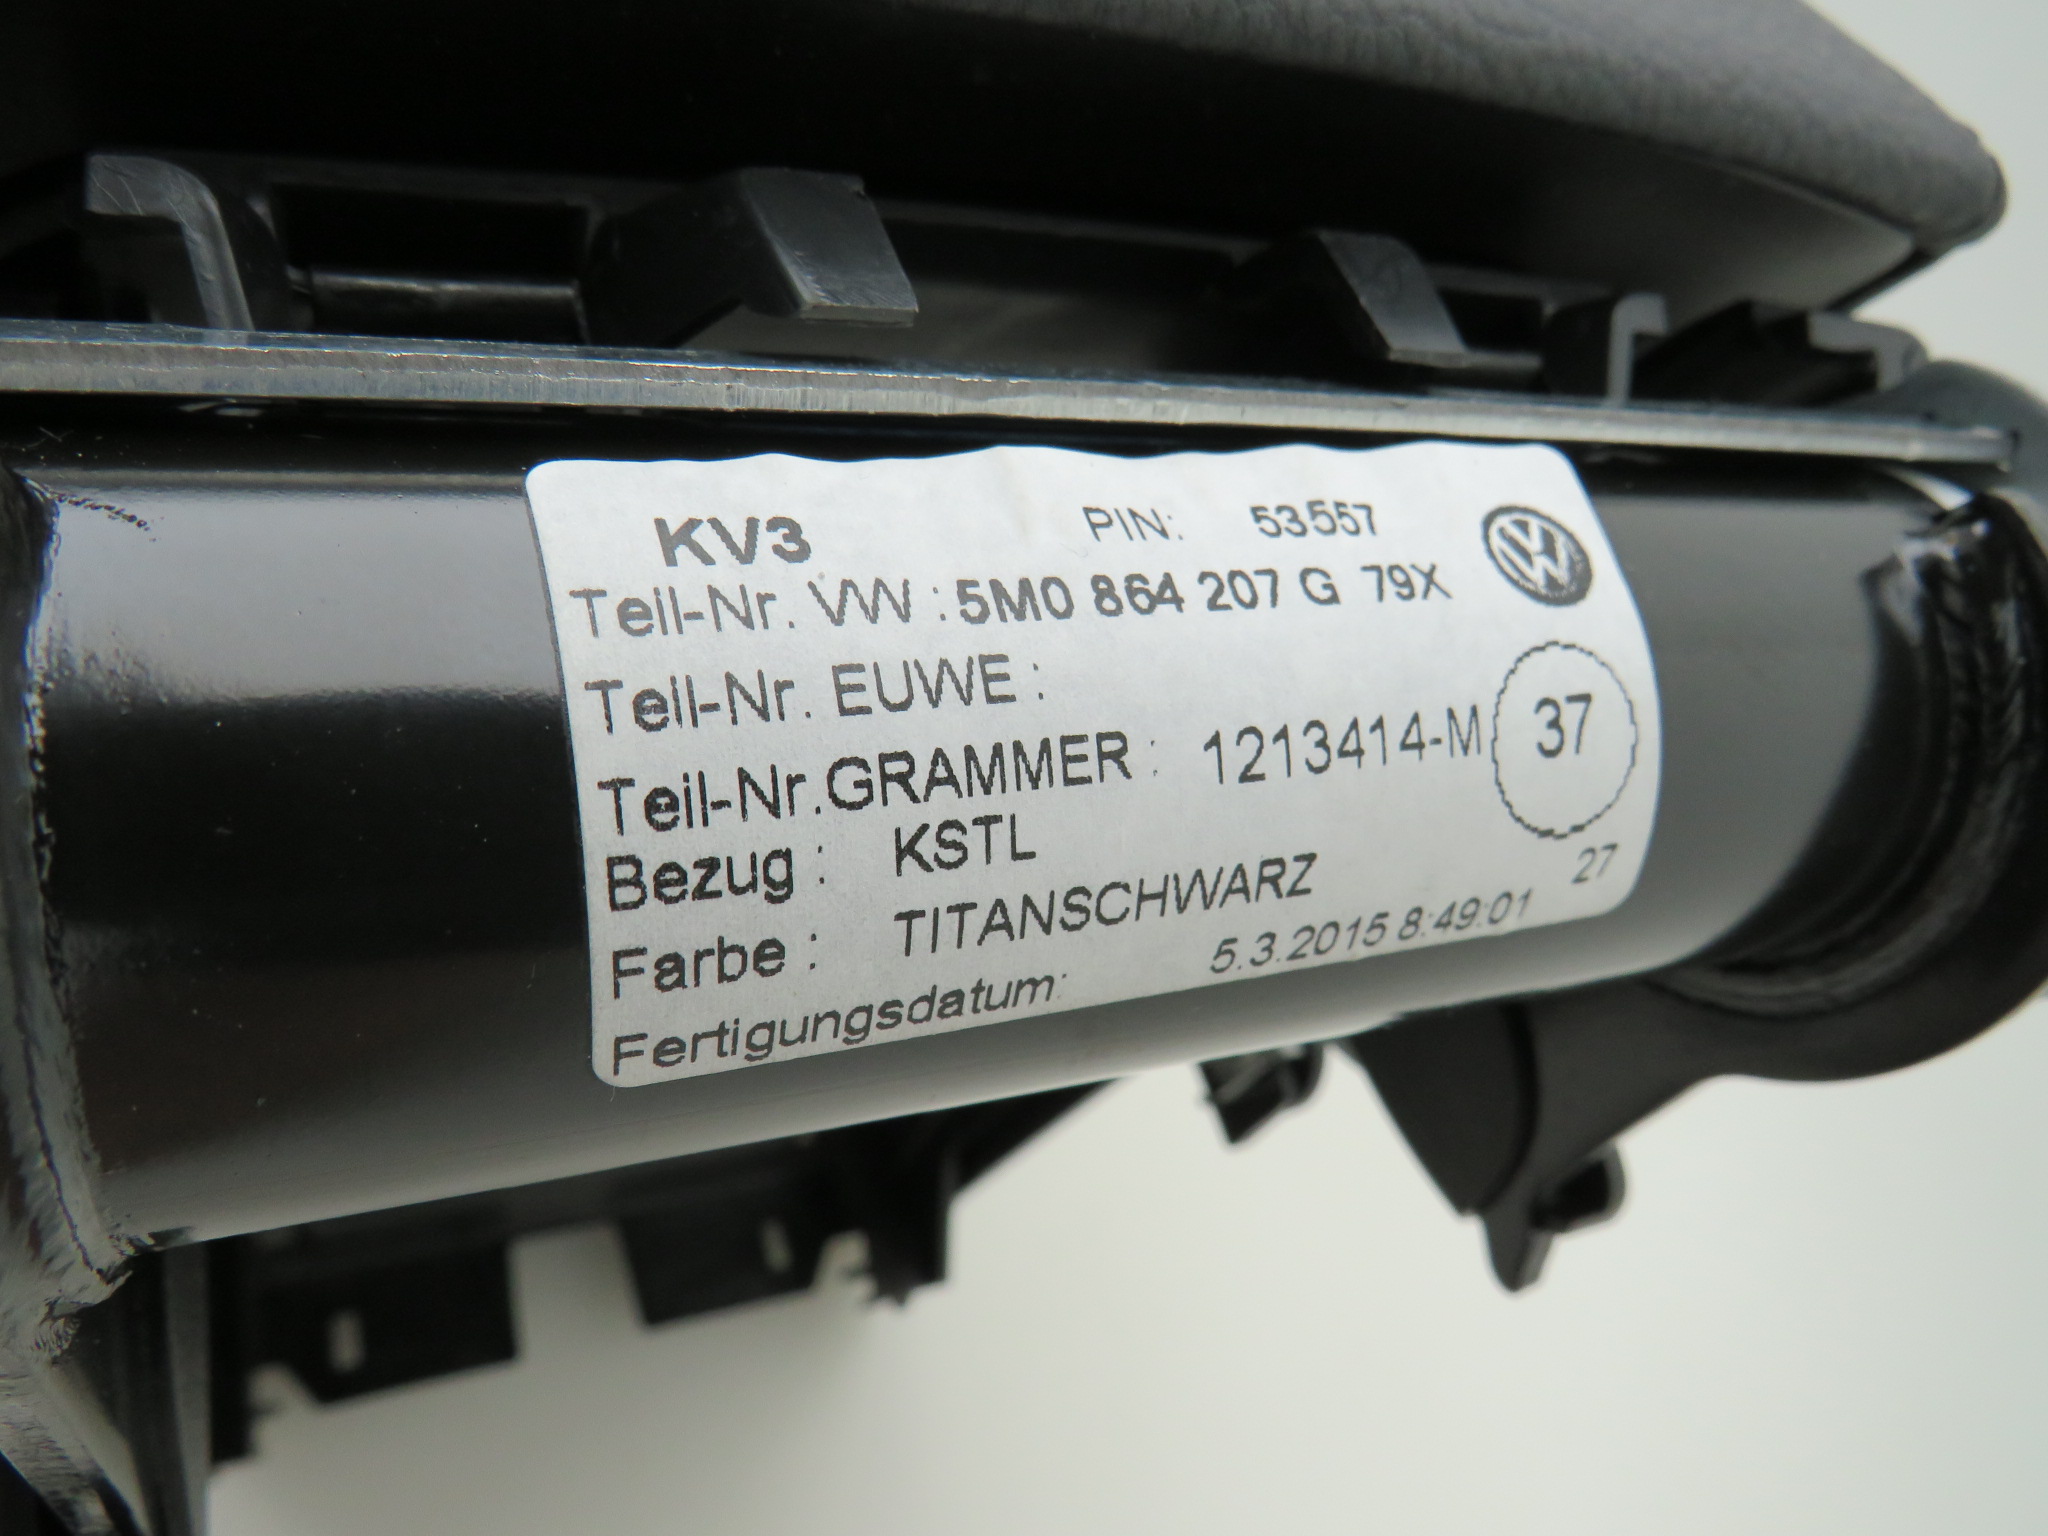 KV3 PIN: 53557
Teil-Nr. VW : 5M0 864 207 G 79X
Teil-Nr. EUWE :
Teil-Nr.GRAMMER : 1213414-M 37
Bezug : KSTL
Farbe : TITANSCHWARZ 27
Fertigungsdatum: 5.3.2015 8:49:01